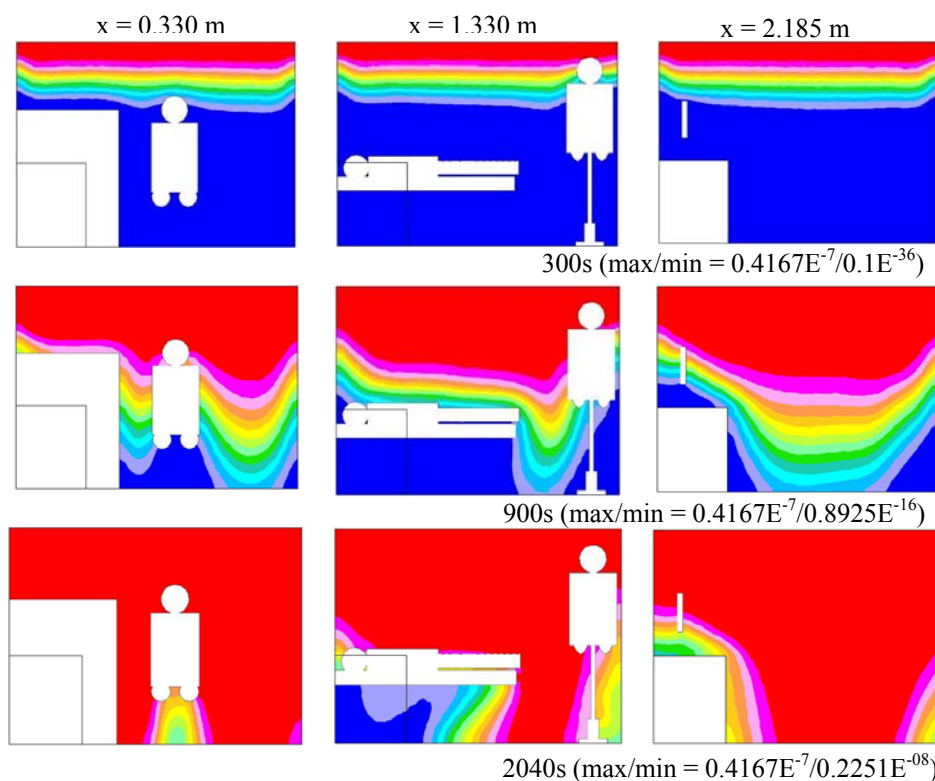 x = 0.330 m
x = 1.330 m
x = 2.185 m
300s (max/min = 0.4167E⁻⁷/0.1E⁻³⁶)
900s (max/min = 0.4167E⁻⁷/0.8925E⁻¹⁶)
2040s (max/min = 0.4167E⁻⁷/0.2251E⁻⁰⁸)